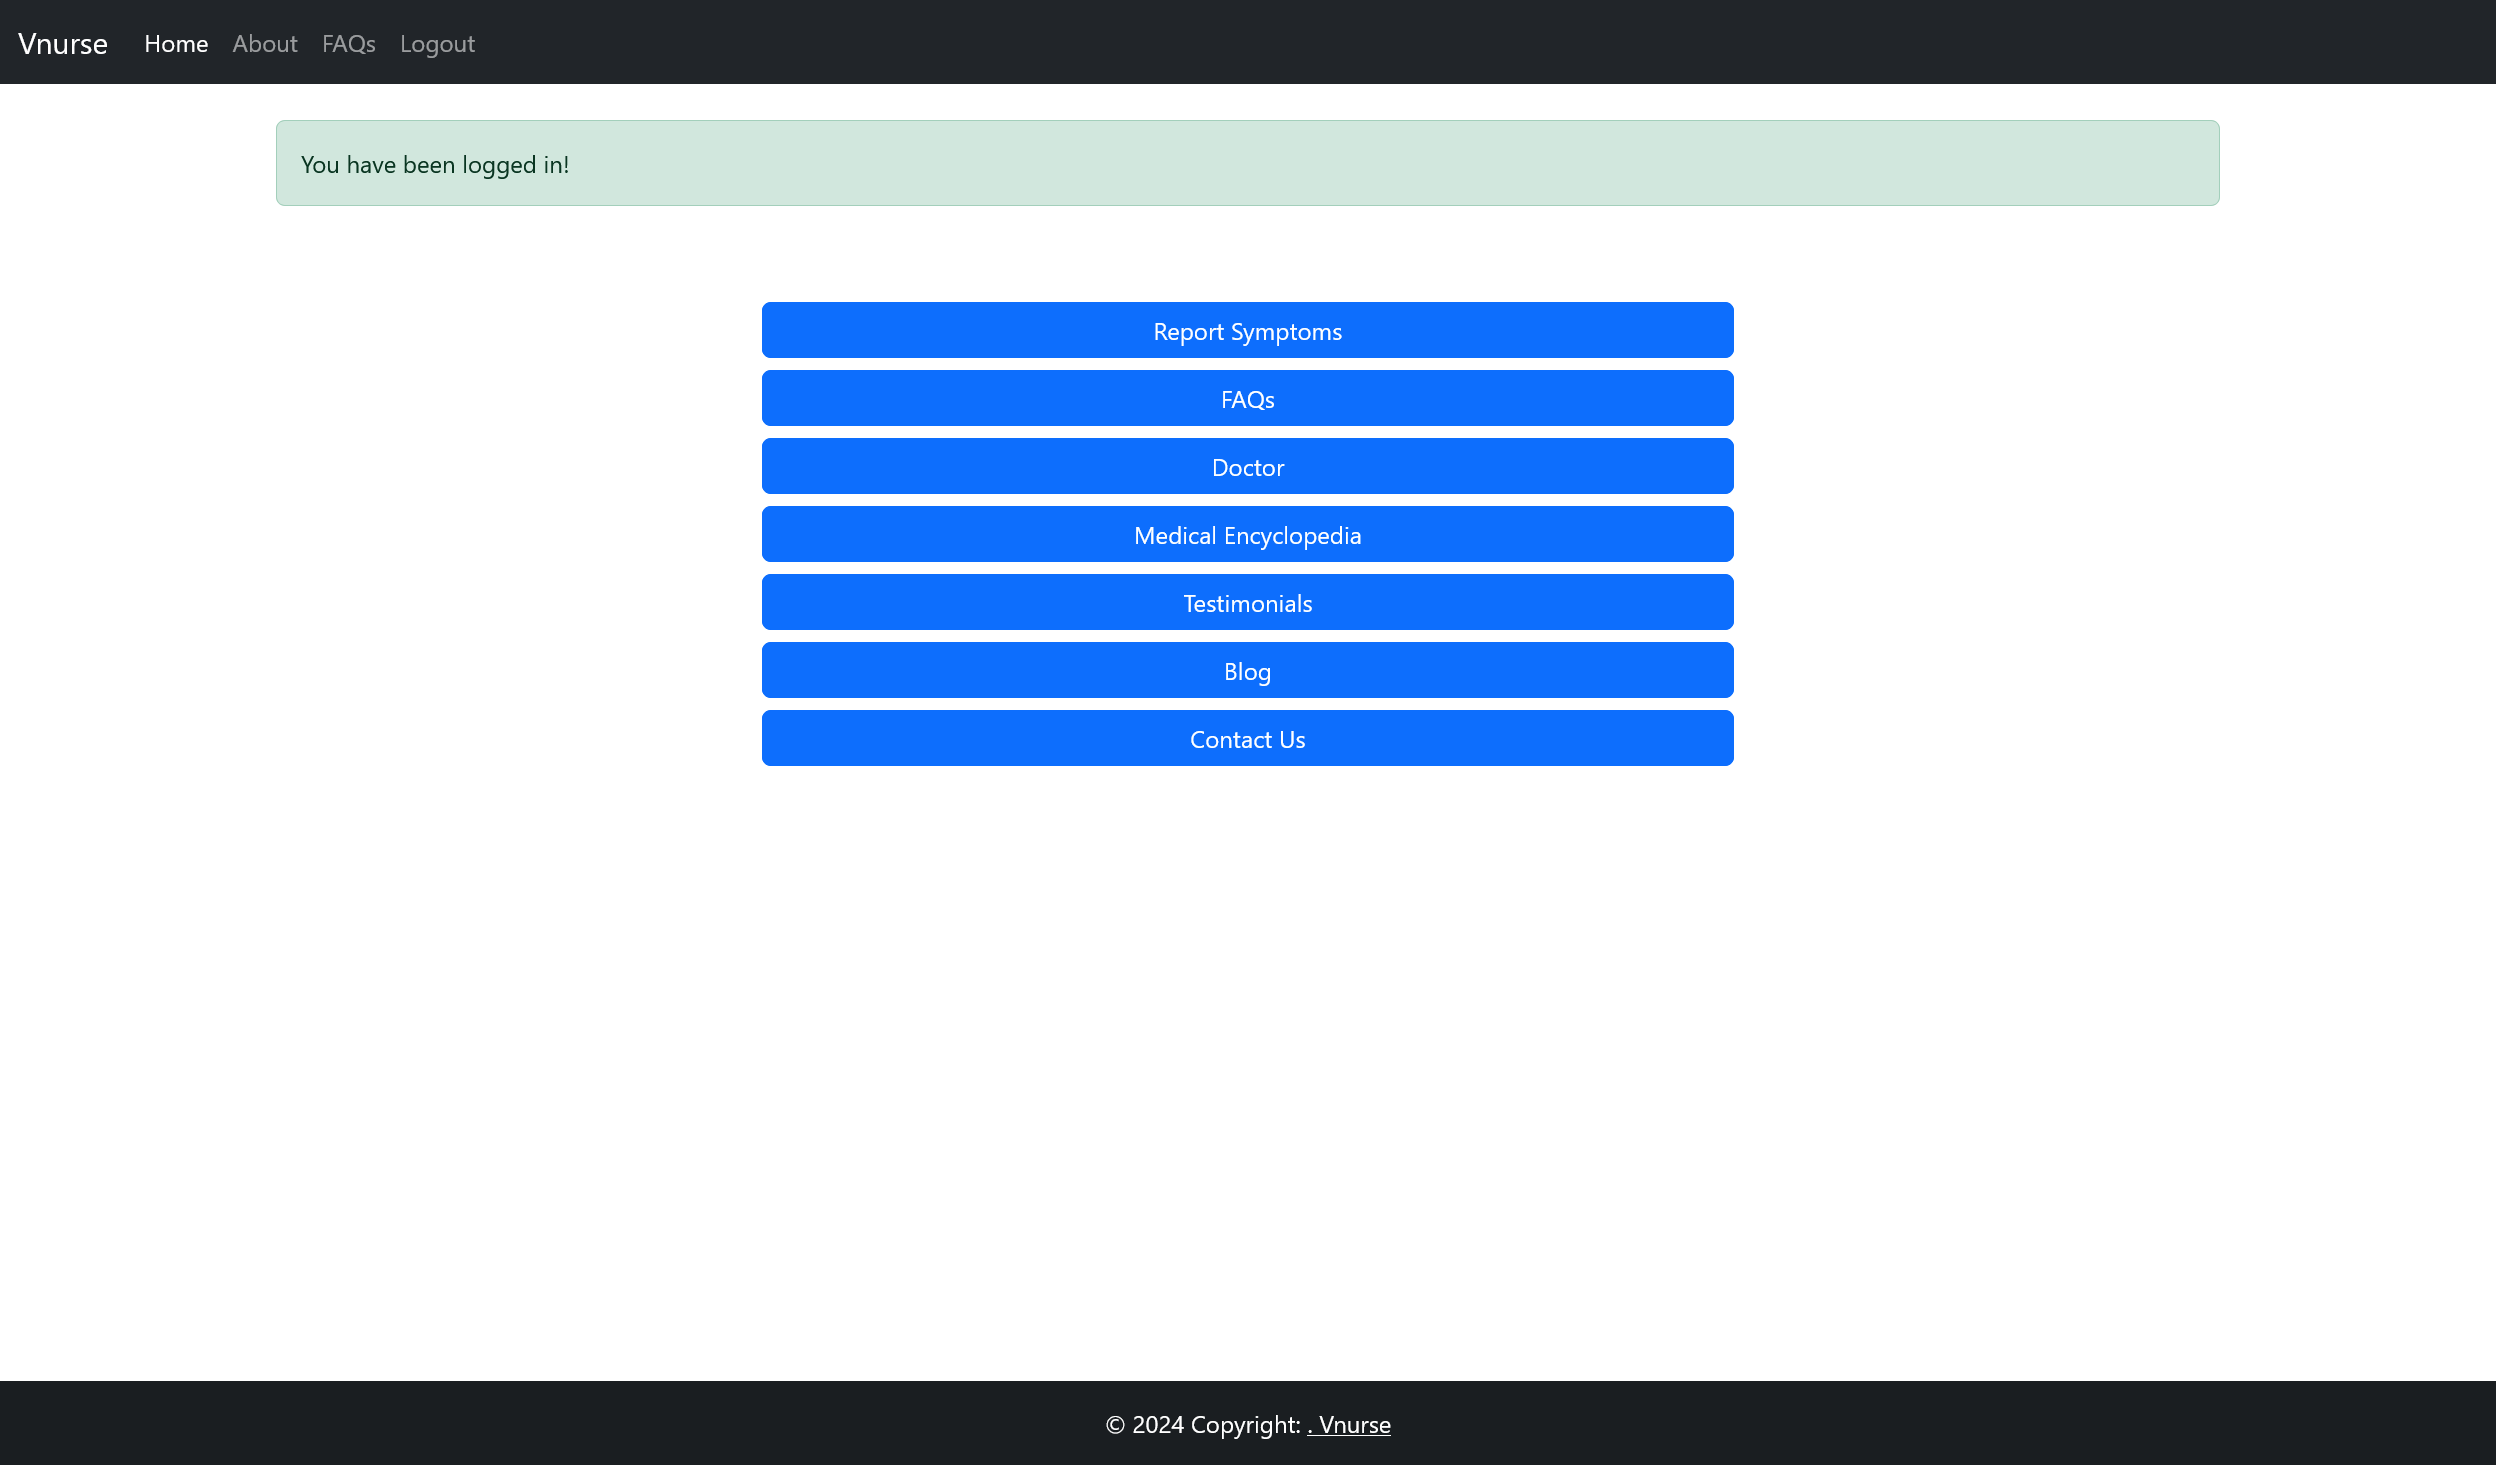 Vnurse Home About FAQs Logout
You have been logged in!
Report Symptoms
FAQs
Doctor
Medical Encyclopedia
Testimonials
Blog
Contact Us
© 2024 Copyright: . Vnurse